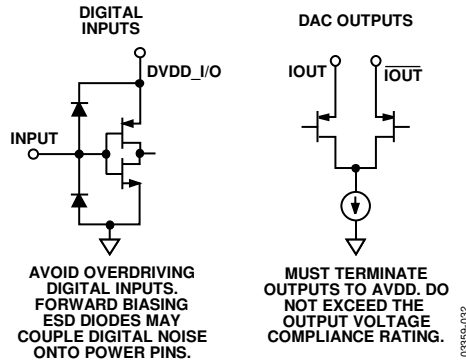 DIGITAL
INPUTS
DVDD_I/O
INPUT
AVOID OVERDRIVING
DIGITAL INPUTS.
FORWARD BIASING
ESD DIODES MAY
COUPLE DIGITAL NOISE
ONTO POWER PINS.
DAC OUTPUTS
IOUT
IOUT
MUST TERMINATE
OUTPUTS TO AVDD. DO
NOT EXCEED THE
OUTPUT VOLTAGE
COMPLIANCE RATING.
03359-032